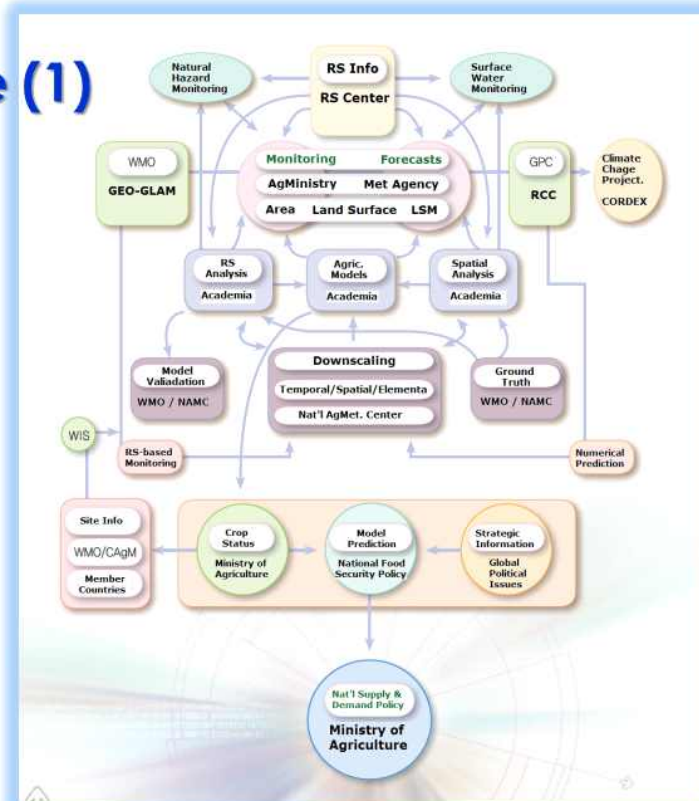 e (1)
Natural
Hazard
Monitoring
RS Info
RS Center
Surface
Water
Monitoring
WMO
GEO-GLAM
Monitoring Forecasts
AgMinistry Met Agency
Area Land Surface LSM
GPC
RCC
Climate
Chage
Project.
CORDEX
RS
Analysis
Academia
Agric.
Models
Academia
Spatial
Analysis
Academia
Model
Valiadation
WMO / NAMC
Downscaling
Temporal/Spatial/Elementa
Nat'l AgMet. Center
Ground
Truth
WMO / NAMC
WIS
RS-based
Monitoring
Numerical
Prediction
Site Info
WMO/CAgM
Member
Countries
Crop
Status
Ministry of
Agriculture
Model
Prediction
National Food
Security Policy
Strategic
Information
Global
Political
Issues
Nat'l Supply &
Demand Policy
Ministry of
Agriculture